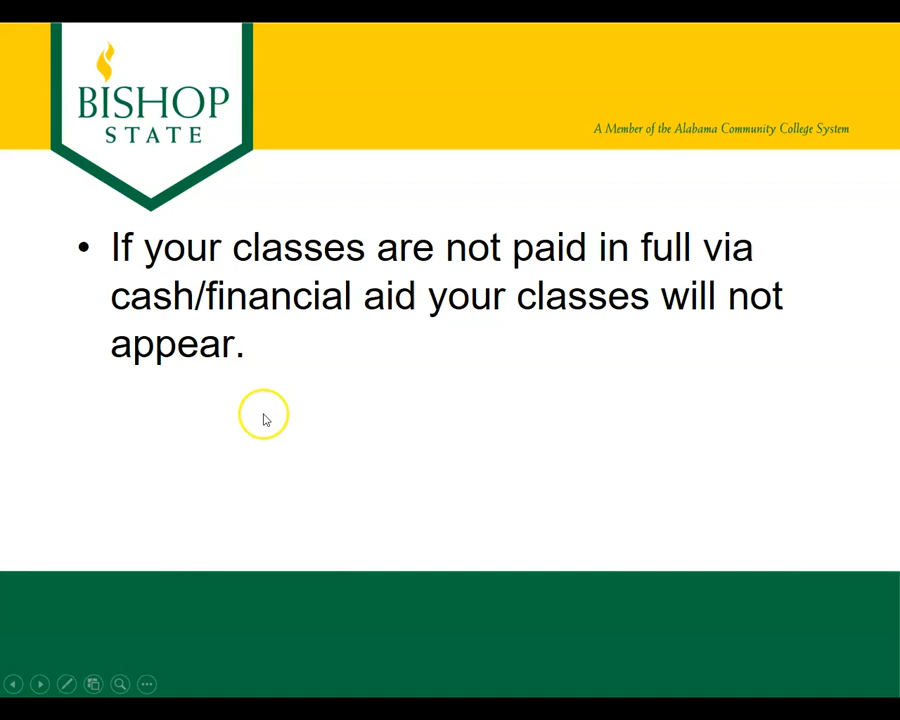 BISHOP
STATE
A Member of the Alabama Community College System
• If your classes are not paid in full via
cash/financial aid your classes will not
appear.